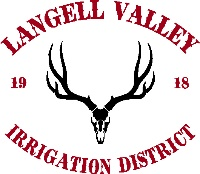 LANGELL VALLEY
19 18
IRRIGATION DISTRICT